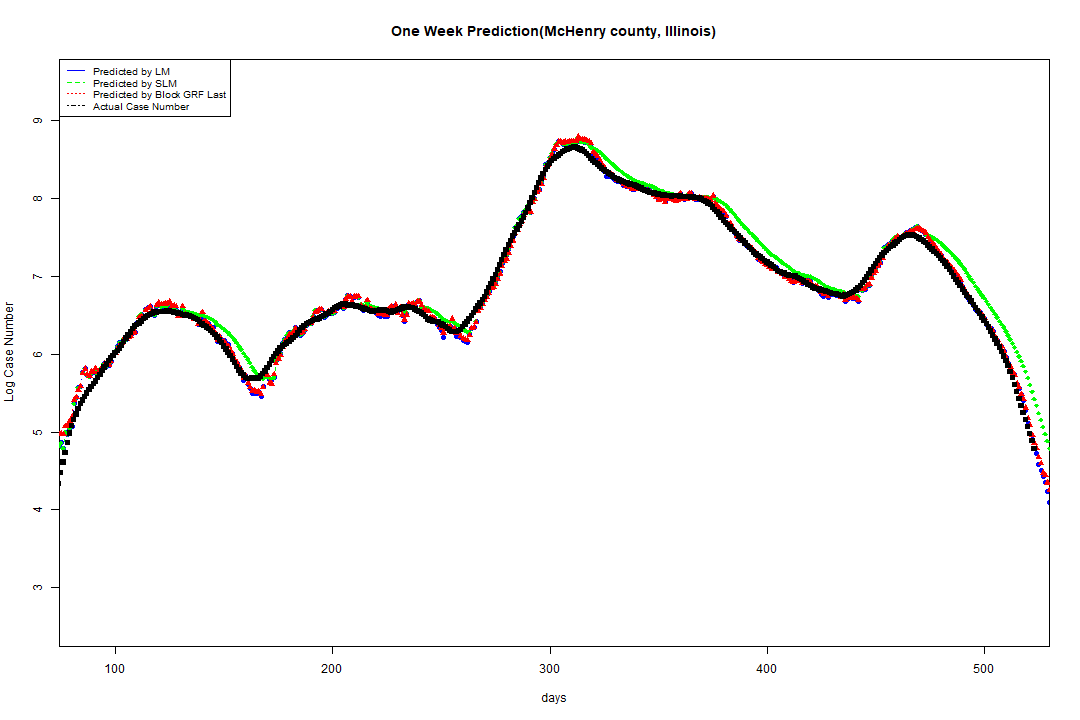 One Week Prediction(McHenry county, Illinois)
Predicted by LM
Predicted by SLM
Predicted by Block GRF Last
Actual Case Number
9
8
7
6
5
4
3
Log Case Number
100 200 300 400 500
days